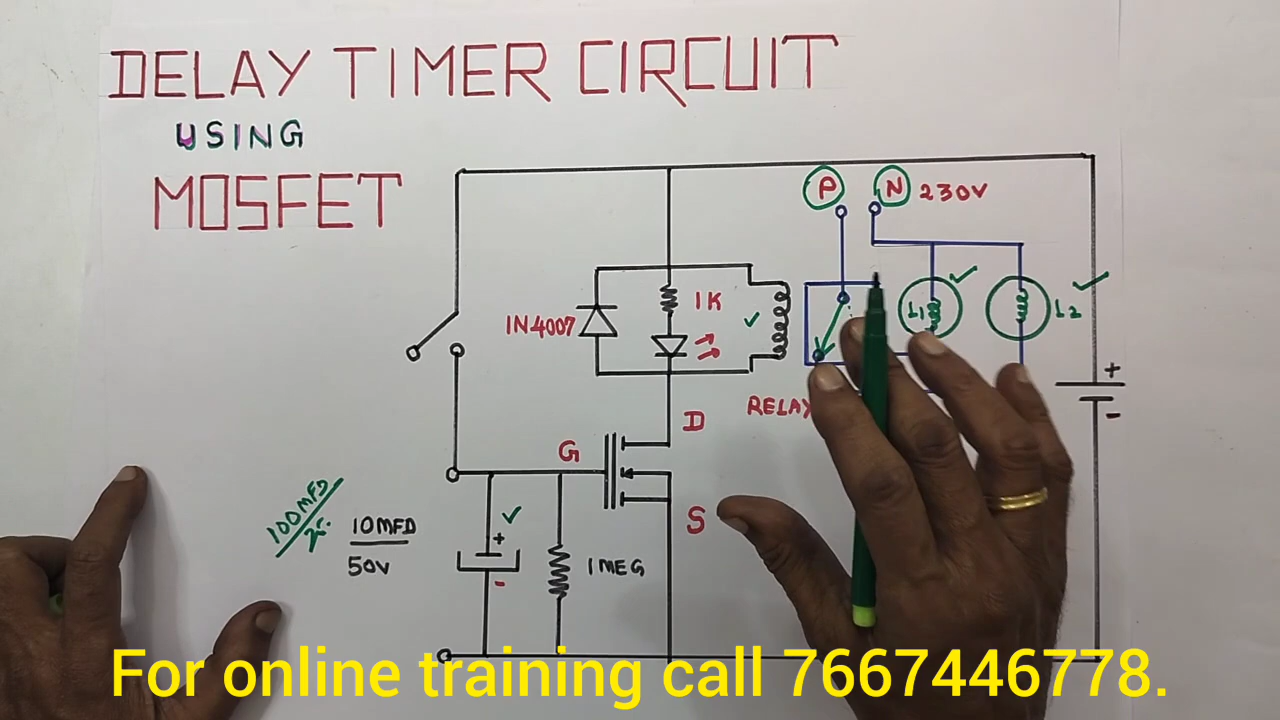 DELAY TIMER CIRCUIT
USING
MOSFET
P N 230V
1N4007
1K
L1
L2
+
-
RELAY
D
G
S
100MFD
10MFD
50V
+
-
1MEG
For online training call 7667446778.